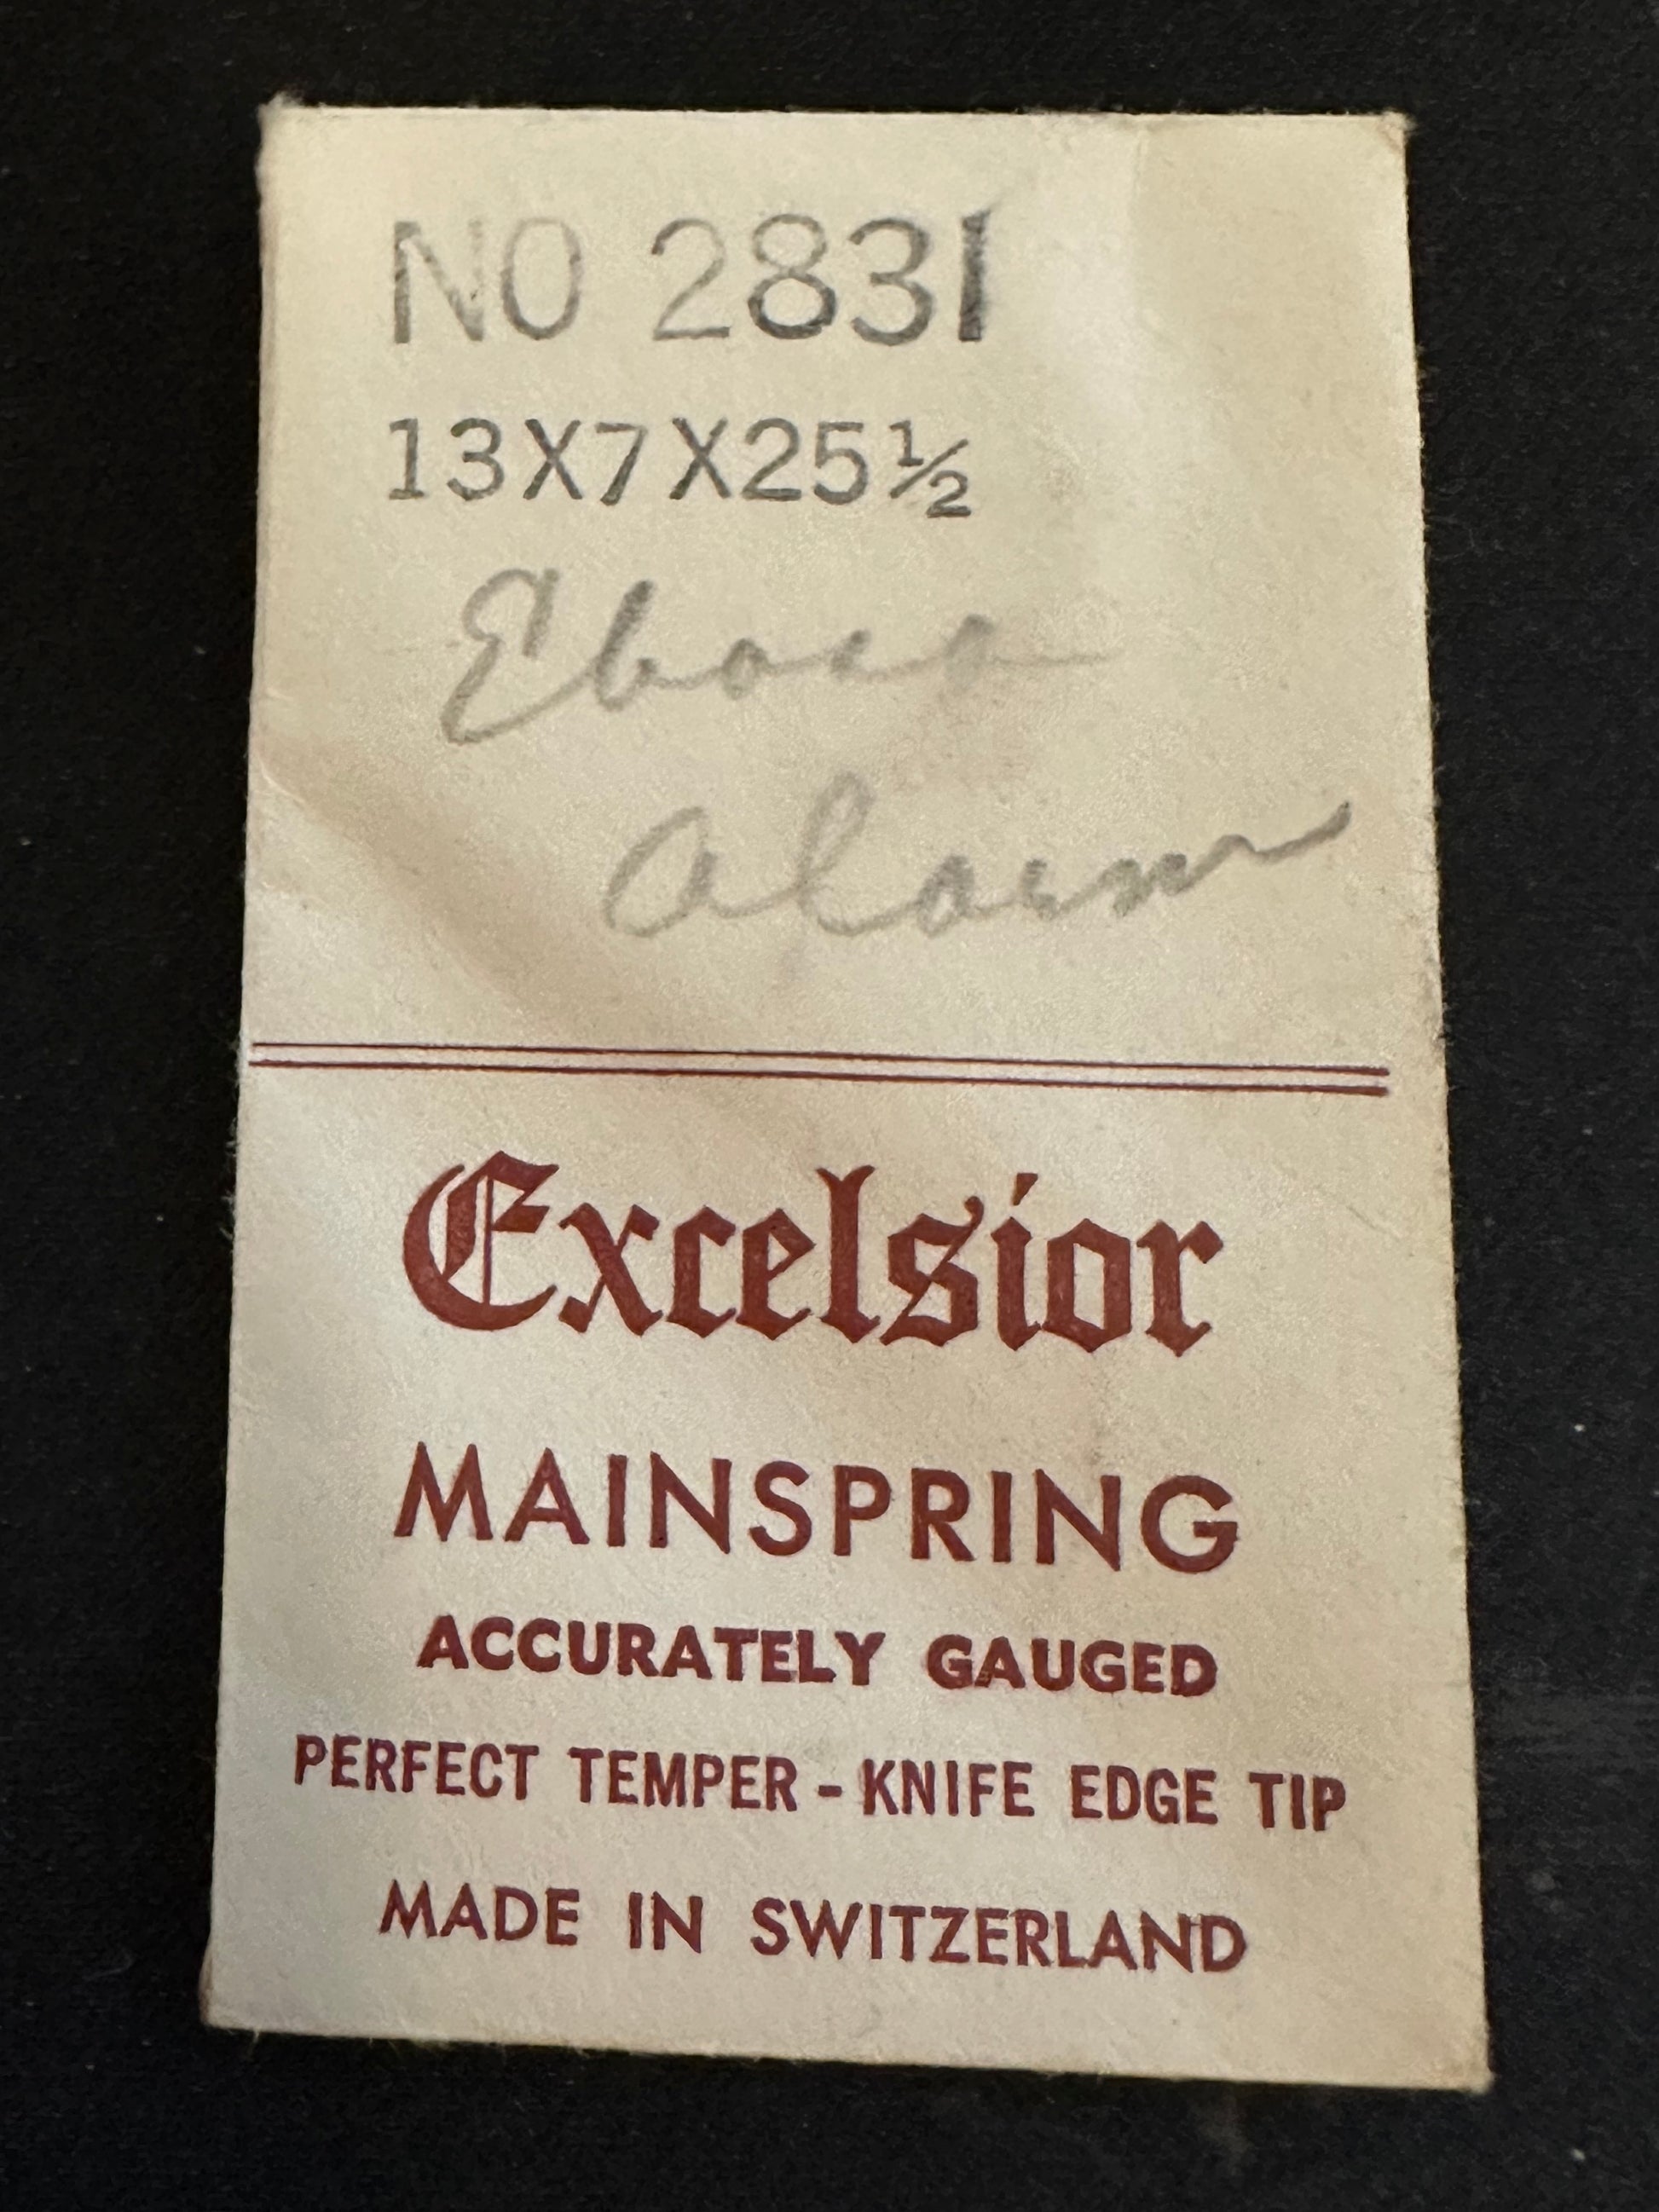 NO 2831
13X7X25½
Ebosa
Alarm
Excelsior
MAINSPRING
ACCURATELY GAUGED
PERFECT TEMPER - KNIFE EDGE TIP
MADE IN SWITZERLAND